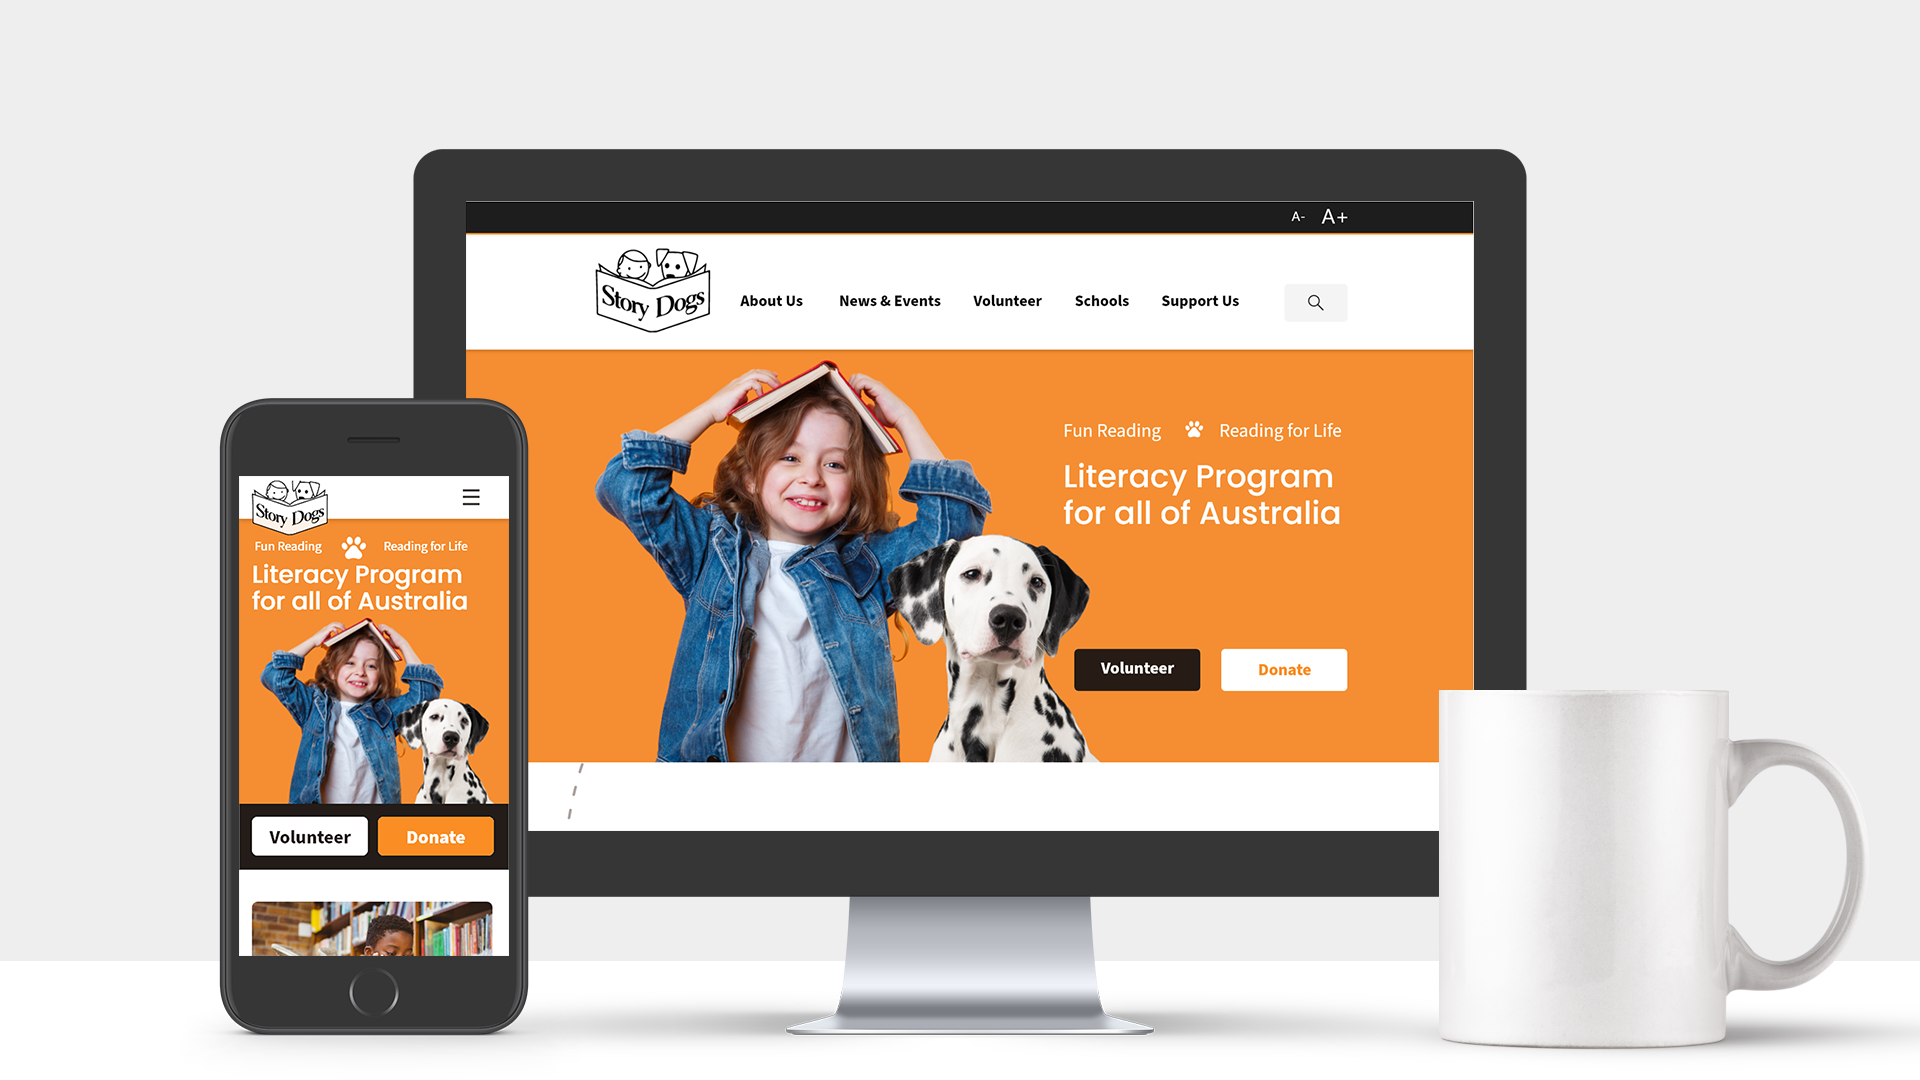 A- A+
Story Dogs
About Us News & Events Volunteer Schools Support Us
Fun Reading Reading for Life
Literacy Program
for all of Australia
Volunteer Donate
Story Dogs
Fun Reading Reading for Life
Literacy Program
for all of Australia
Volunteer Donate